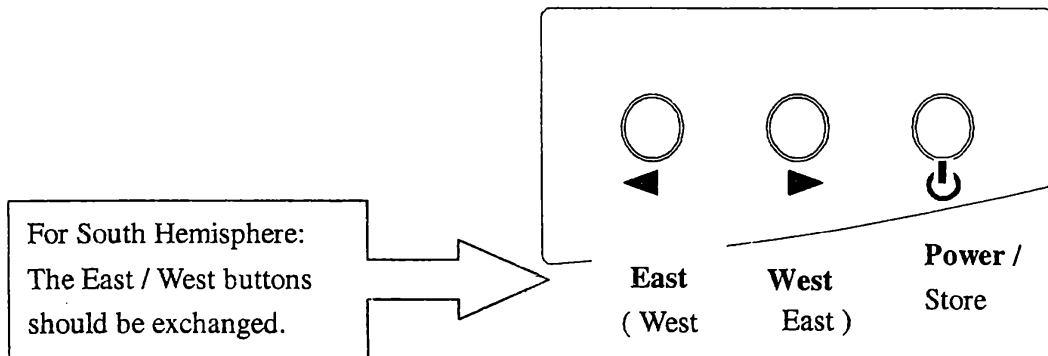 For South Hemisphere:
The East / West buttons
should be exchanged.
East West Power /
( West East ) Store